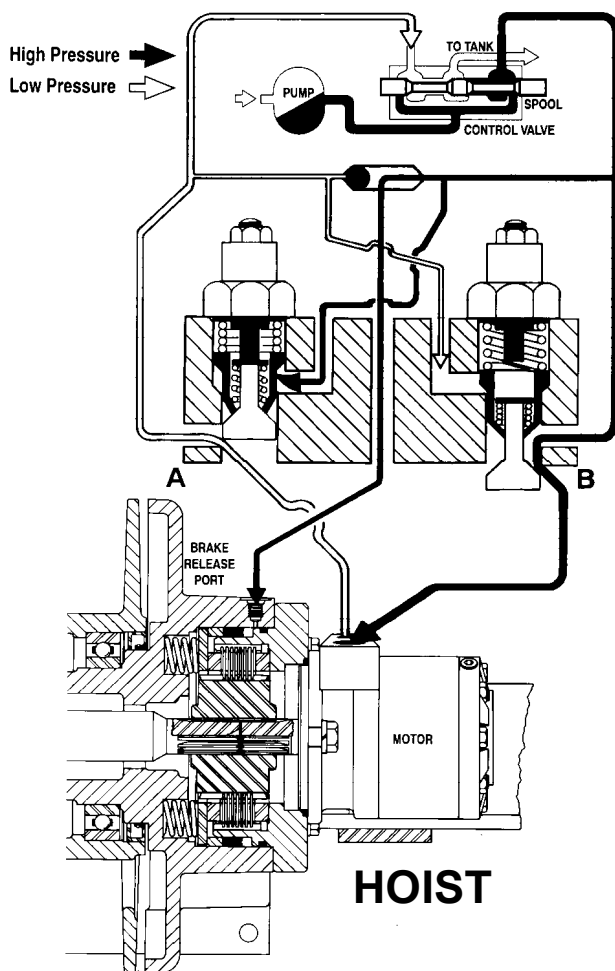 High Pressure
Low Pressure
TO TANK
PUMP
SPOOL
CONTROL VALVE
A
B
BRAKE
RELEASE
PORT
MOTOR
HOIST